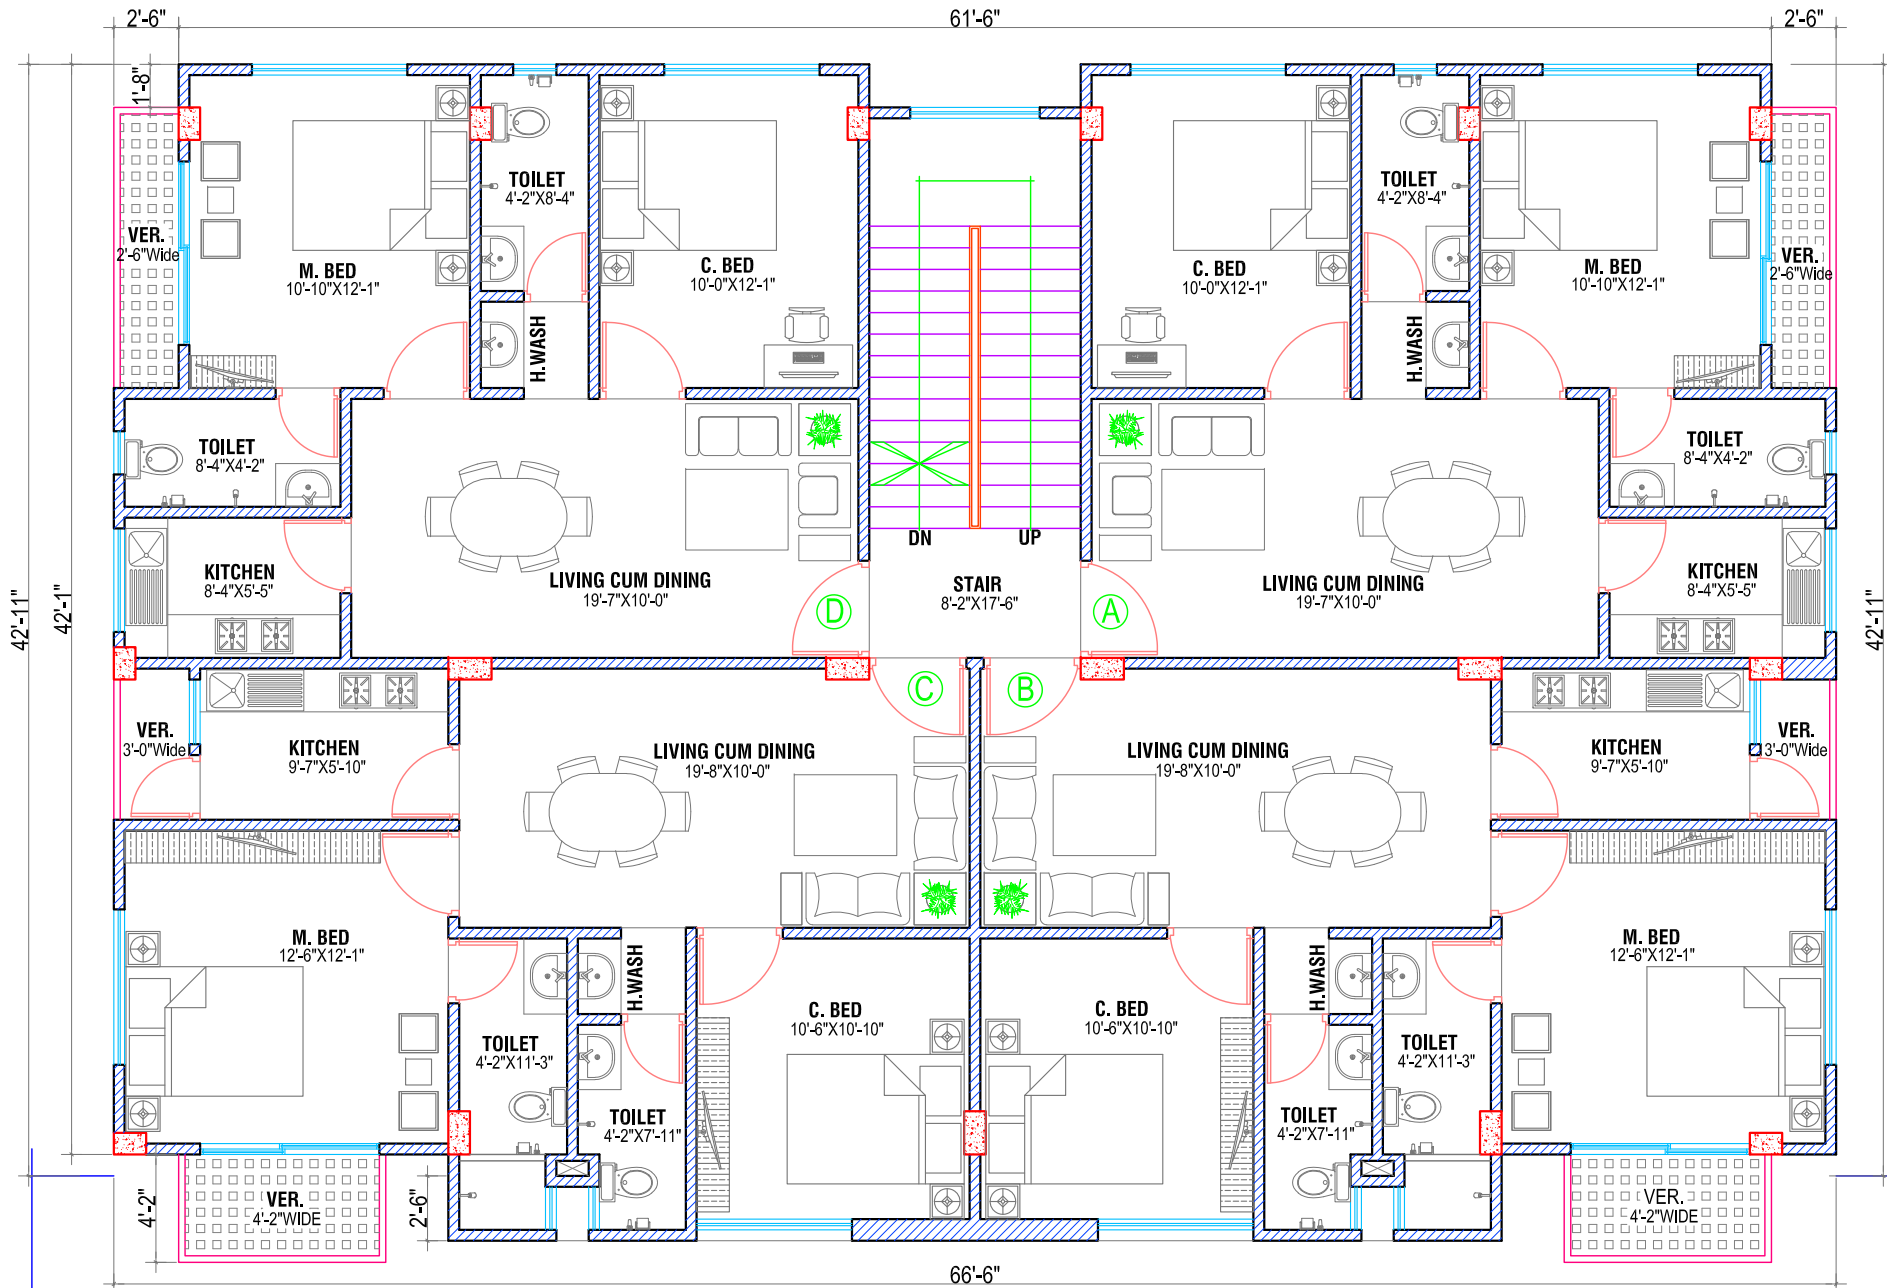 2'-6"
61'-6"
2'-6"
1'-8"
42'-11"
42'-1"
42'-11"
TOILET
4'-2"X8'-4"
TOILET
4'-2"X8'-4"
VER.
2'-6"Wide
M. BED
10'-10"X12'-1"
C. BED
10'-0"X12'-1"
C. BED
10'-0"X12'-1"
M. BED
10'-10"X12'-1"
VER.
2'-6"Wide
H.WASH
H.WASH
TOILET
8'-4"X4'-2"
TOILET
8'-4"X4'-2"
DN
UP
KITCHEN
8'-4"X5'-5"
LIVING CUM DINING
19'-7"X10'-0"
D
STAIR
8'-2"X17'-6"
A
LIVING CUM DINING
19'-7"X10'-0"
KITCHEN
8'-4"X5'-5"
C
B
VER.
3'-0"Wide
KITCHEN
9'-7"X5'-10"
LIVING CUM DINING
19'-8"X10'-0"
LIVING CUM DINING
19'-8"X10'-0"
KITCHEN
9'-7"X5'-10"
VER.
3'-0"Wide
M. BED
12'-6"X12'-1"
H.WASH
H.WASH
M. BED
12'-6"X12'-1"
C. BED
10'-6"X10'-10"
C. BED
10'-6"X10'-10"
TOILET
4'-2"X11'-3"
TOILET
4'-2"X11'-3"
TOILET
4'-2"X7'-11"
TOILET
4'-2"X7'-11"
4'-2"
VER.
4'-2"WIDE
2'-6"
VER.
4'-2"WIDE
66'-6"